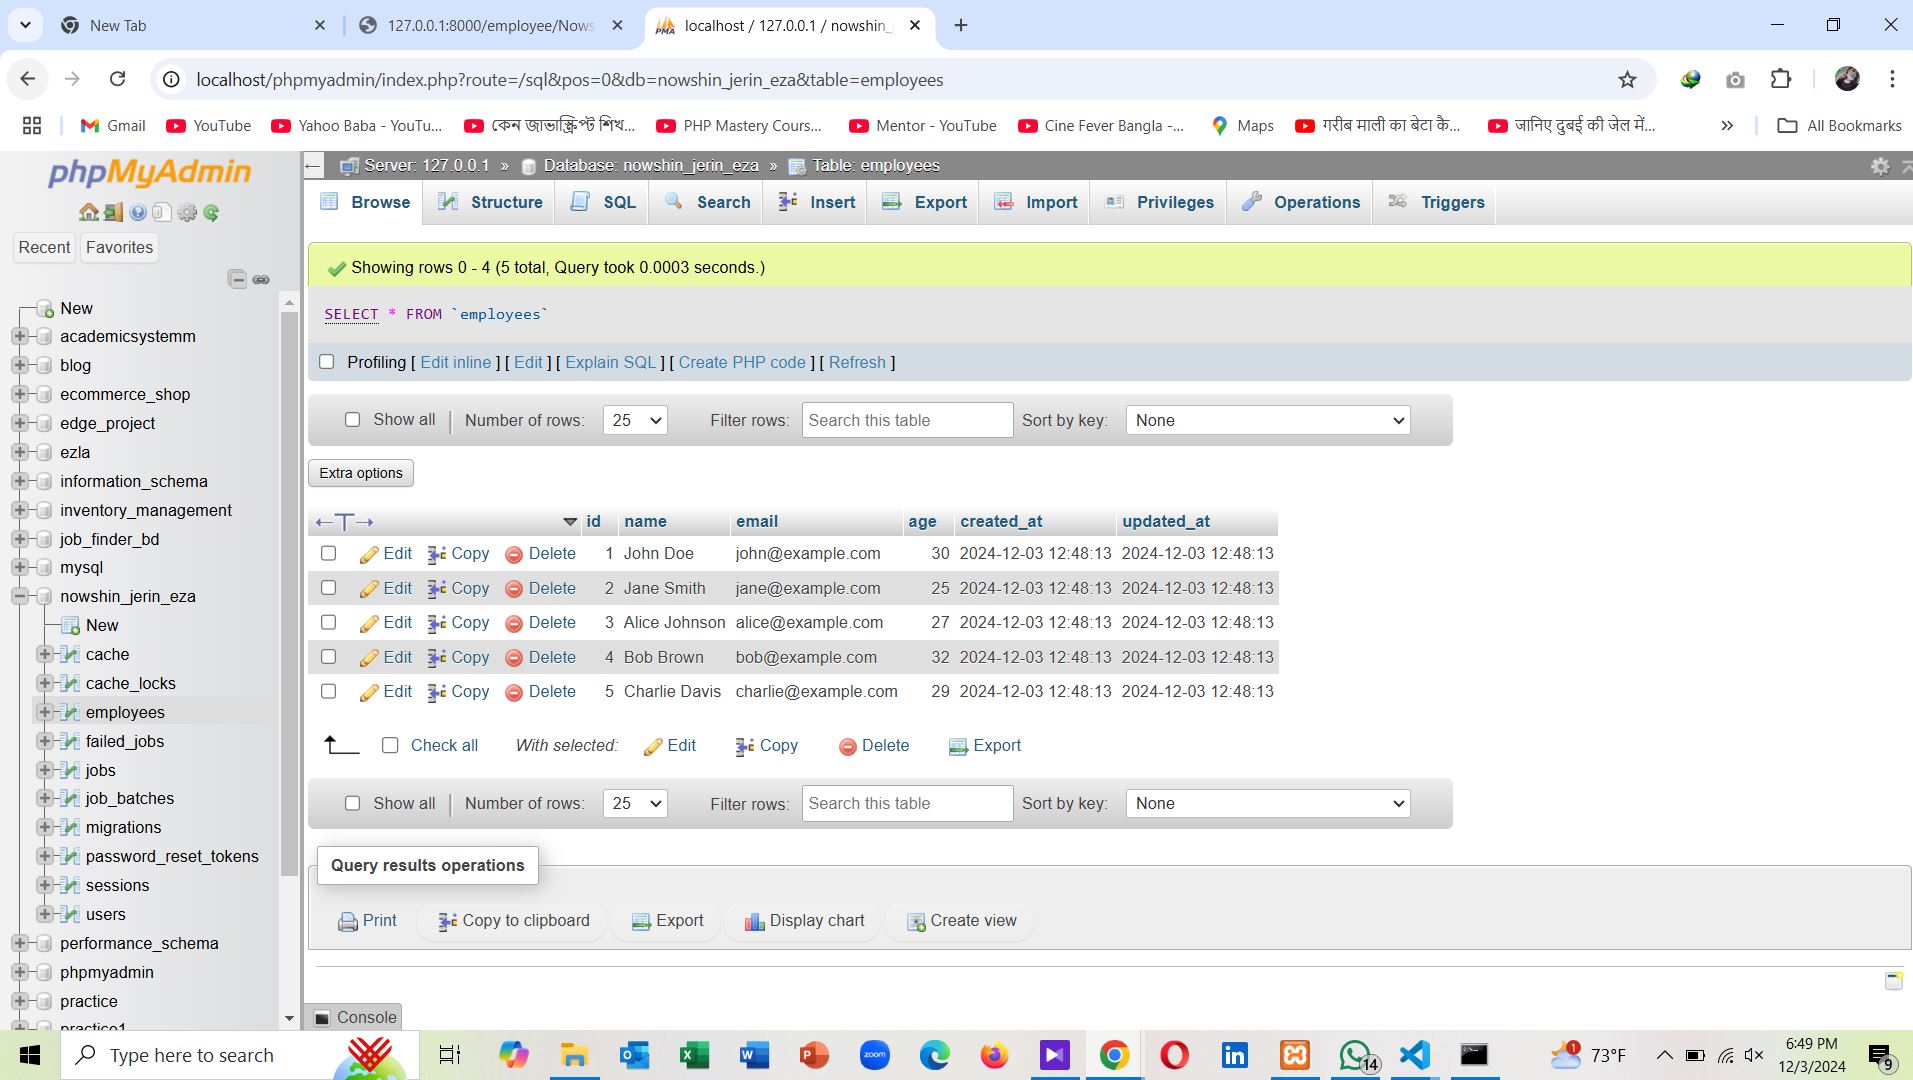 New Tab
127.0.0.1:8000/employee/Nows
localhost / 127.0.0.1 / nowshin_
localhost/phpmyadmin/index.php?route=/sql&pos=0&db=nowshin_jerin_eza&table=employees
Gmail
YouTube
Yahoo Baba - YouTu...
কেন জাভাস্ক্রিপ্ট শিখ...
PHP Mastery Cours...
Mentor - YouTube
Cine Fever Bangla -...
Maps
गरीब माली का बेटा कै...
जानिए दुबई की जेल में...
All Bookmarks
phpMyAdmin
Recent
Favorites
New
academicsystemm
blog
ecommerce_shop
edge_project
ezla
information_schema
inventory_management
job_finder_bd
mysql
nowshin_jerin_eza
New
cache
cache_locks
employees
failed_jobs
jobs
job_batches
migrations
password_reset_tokens
sessions
users
performance_schema
phpmyadmin
practice
practice1
Server: 127.0.0.1 » Database: nowshin_jerin_eza » Table: employees
Browse Structure SQL Search Insert Export Import Privileges Operations Triggers
Showing rows 0 - 4 (5 total, Query took 0.0003 seconds.)
SELECT * FROM `employees`
Profiling [ Edit inline ] [ Edit ] [ Explain SQL ] [ Create PHP code ] [ Refresh ]
Show all Number of rows: 25 Filter rows: Search this table Sort by key: None
Extra options
id name email age created_at updated_at
Edit Copy Delete 1 John Doe john@example.com 30 2024-12-03 12:48:13 2024-12-03 12:48:13
Edit Copy Delete 2 Jane Smith jane@example.com 25 2024-12-03 12:48:13 2024-12-03 12:48:13
Edit Copy Delete 3 Alice Johnson alice@example.com 27 2024-12-03 12:48:13 2024-12-03 12:48:13
Edit Copy Delete 4 Bob Brown bob@example.com 32 2024-12-03 12:48:13 2024-12-03 12:48:13
Edit Copy Delete 5 Charlie Davis charlie@example.com 29 2024-12-03 12:48:13 2024-12-03 12:48:13
Check all With selected: Edit Copy Delete Export
Show all Number of rows: 25 Filter rows: Search this table Sort by key: None
Query results operations
Print Copy to clipboard Export Display chart Create view
Console
Type here to search
zoom
14
1
73°F
6:49 PM
12/3/2024
9